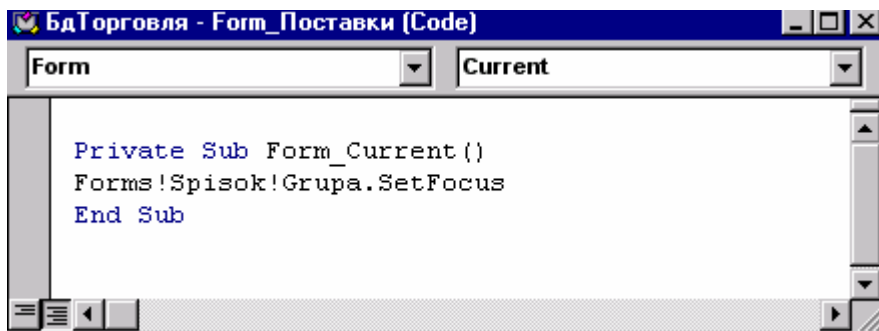 БдТорговля - Form_Поставки (Code)
Form Current
Private Sub Form_Current()
Forms!Spisok!Grupa.SetFocus
End Sub